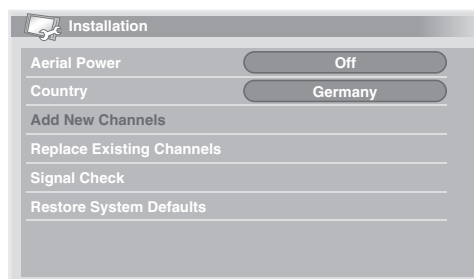 Installation
Aerial Power Off
Country Germany
Add New Channels
Replace Existing Channels
Signal Check
Restore System Defaults